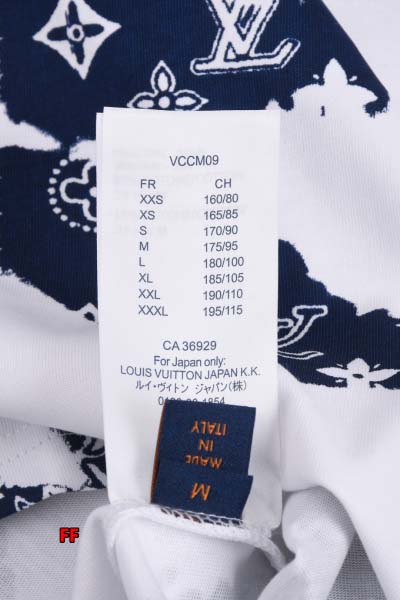 VCCM09
FR CH
XXS 160/80
XS 165/85
S 170/90
M 175/95
L 180/100
XL 185/105
XXL 190/110
XXXL 195/115
CA 36929
For Japan only:
LOUIS VUITTON JAPAN K.K.
ルイ・ヴィトン ジャパン(株)
1854
MADE
IN
ITALY
M
LV
FF